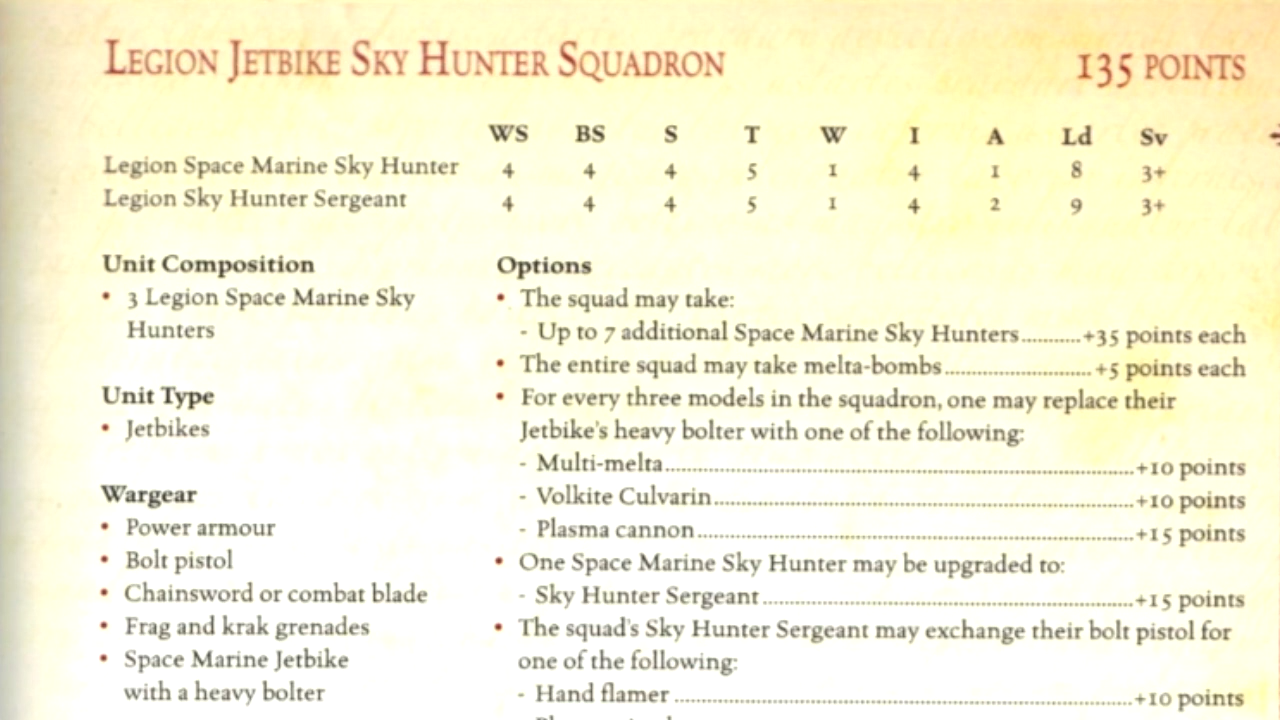 Legion Jetbike Sky Hunter Squadron 135 points
WS BS S T W I A Ld Sv
Legion Space Marine Sky Hunter 4 4 4 5 1 4 1 8 3+
Legion Sky Hunter Sergeant 4 4 4 5 1 4 2 9 3+
Unit Composition
• 3 Legion Space Marine Sky
Hunters
Unit Type
• Jetbikes
Wargear
• Power armour
• Bolt pistol
• Chainsword or combat blade
• Frag and krak grenades
• Space Marine Jetbike
with a heavy bolter
Options
• The squad may take:
- Up to 7 additional Space Marine Sky Hunters...........+35 points each
• The entire squad may take melta-bombs...........+5 points each
• For every three models in the squadron, one may replace their
Jetbike's heavy bolter with one of the following:
- Multi-melta...........+10 points
- Volkite Culvarin...........+10 points
- Plasma cannon...........+15 points
• One Space Marine Sky Hunter may be upgraded to:
- Sky Hunter Sergeant...........+15 points
• The squad's Sky Hunter Sergeant may exchange their bolt pistol for
one of the following:
- Hand flamer...........+10 points